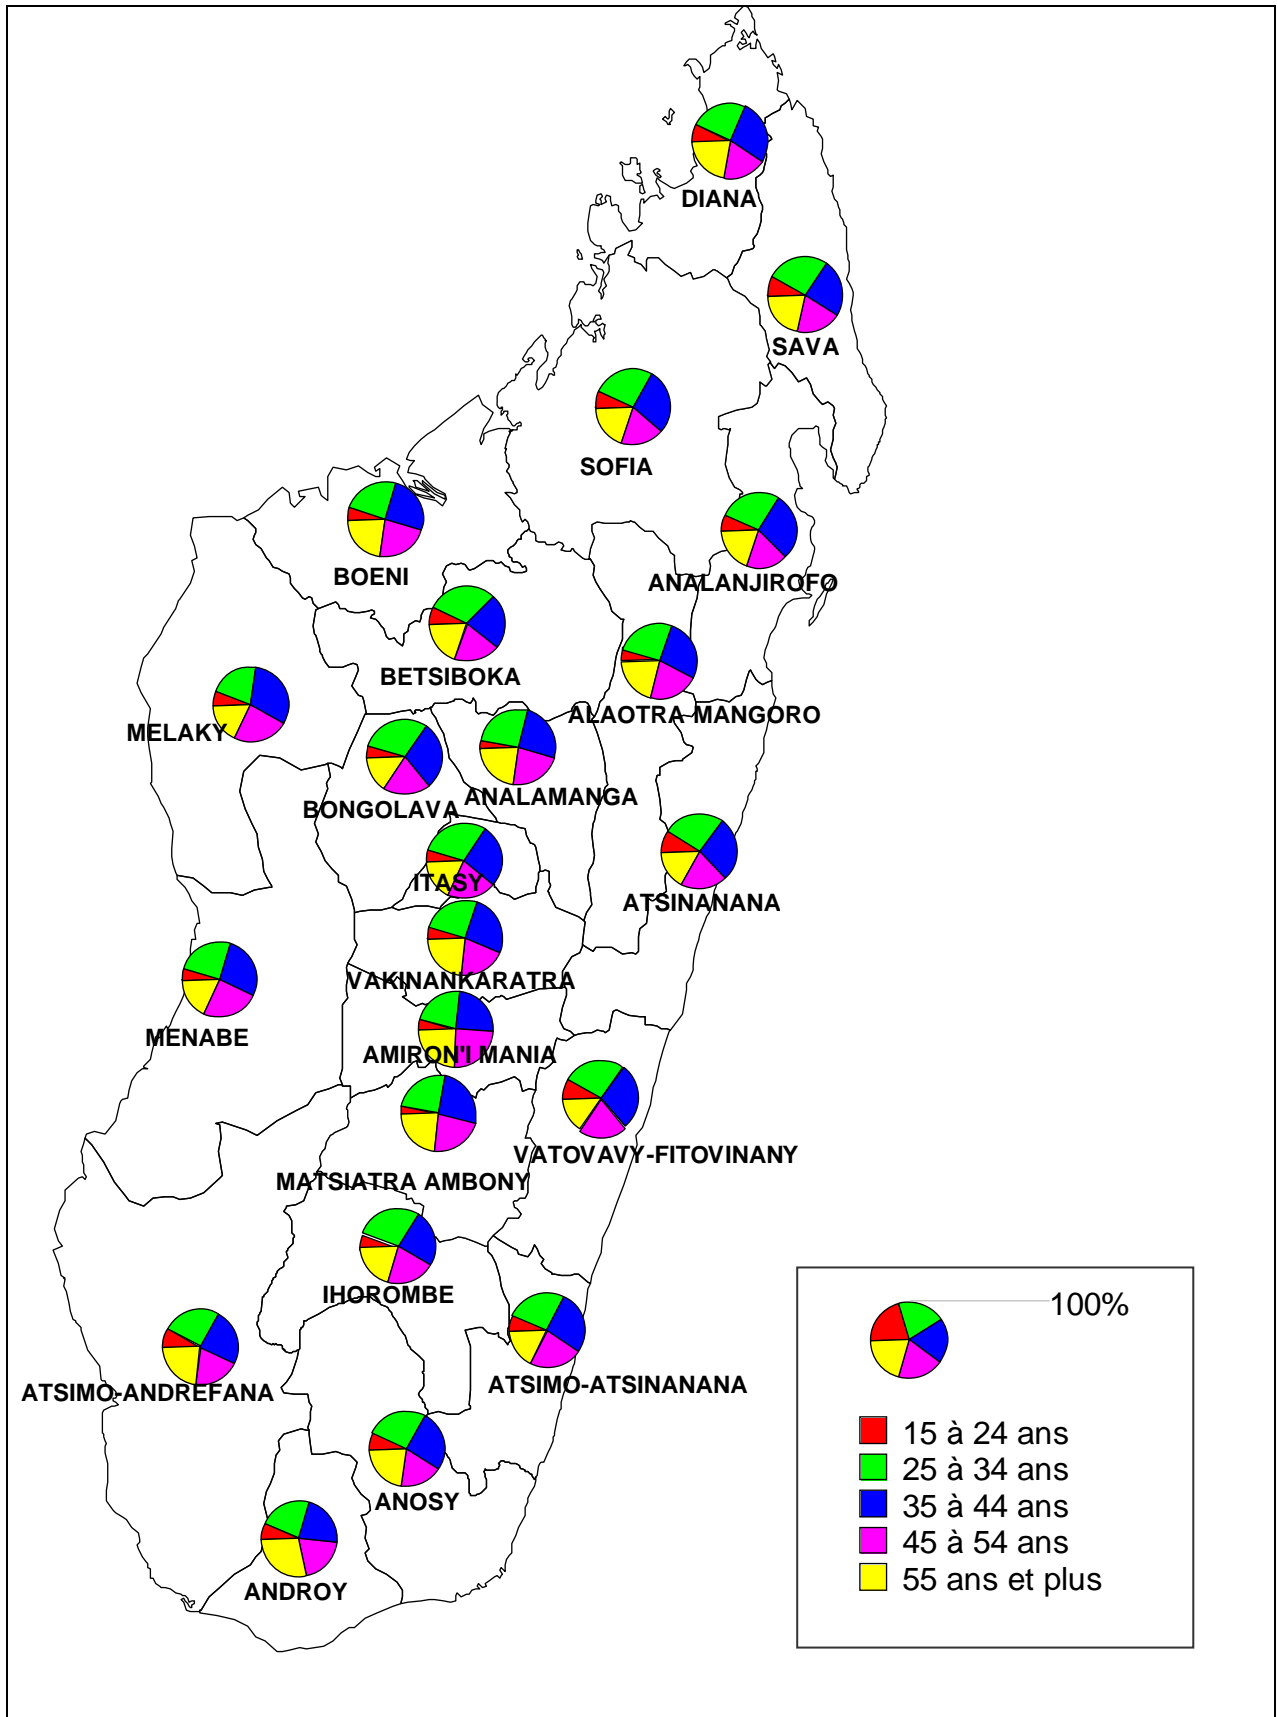 DIANA
SAVA
SOFIA
BOENI
ANALANJIROFO
BETSIBOKA
ALAOTRA MANGORO
MELAKY
ANALAMANGA
BONGOLAVA
ITASY
ATSINANANA
VAKINANKARATRA
MENABE
AMIRON'I MANIA
VATOVAVY-FITOVINANY
MATSIATRA AMBONY
IHOROMBE
ATSIMO-ANDREFANA
ATSIMO-ATSINANANA
ANOSY
ANDROY
100%
15 à 24 ans
25 à 34 ans
35 à 44 ans
45 à 54 ans
55 ans et plus